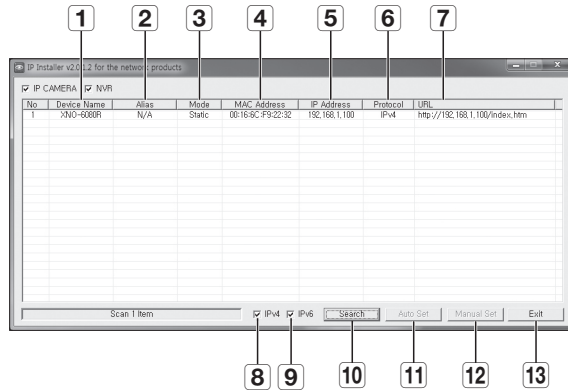 1 2 3 4 5 6 7
IP Installer v2.0.1.2 for the network products
IP CAMERA NVR
No Device Name Alias Mode MAC Address IP Address Protocol URL
1 XNO-6080R N/A Static 00:16:6C:F9:22:32 192,168,1,100 IPv4 http://192,168,1,100/index,htm
Scan 1 Item IPv4 IPv6 Search Auto Set Manual Set Exit
8 9 10 11 12 13